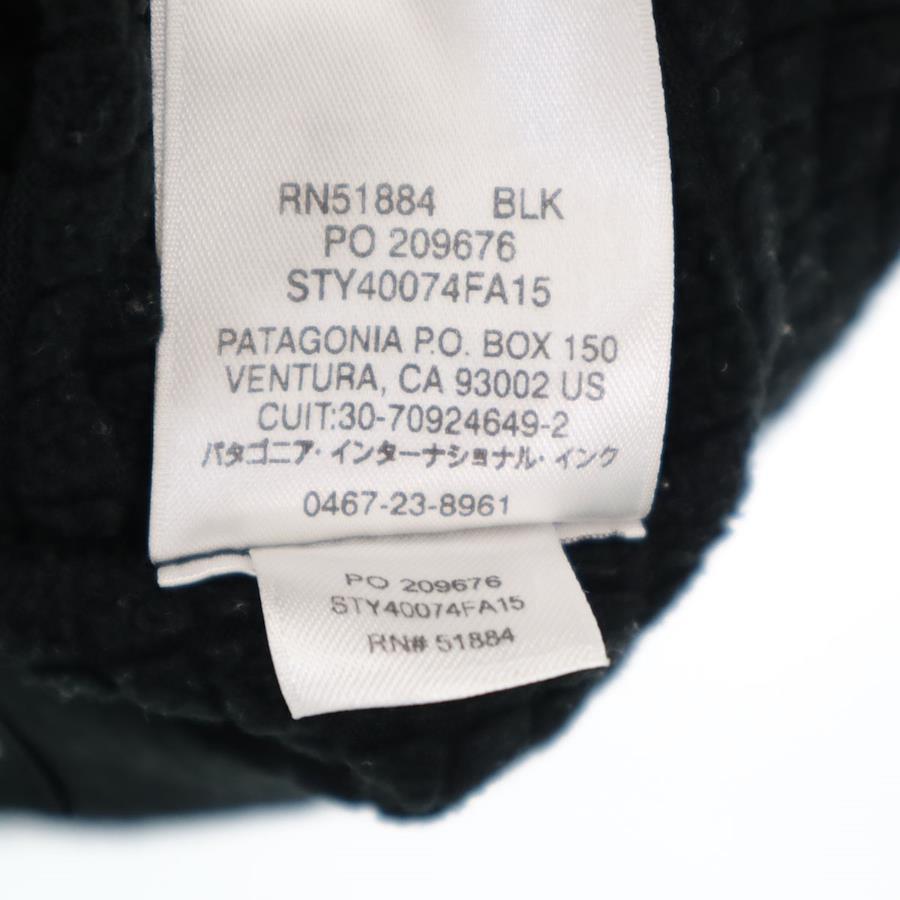 RN51884 BLK
PO 209676
STY40074FA15
PATAGONIA P.O. BOX 150
VENTURA, CA 93002 US
CUIT:30-70924649-2
パタゴニア・インターナショナル・インク
0467-23-8961
PO 209676
STY40074FA15
RN# 51884